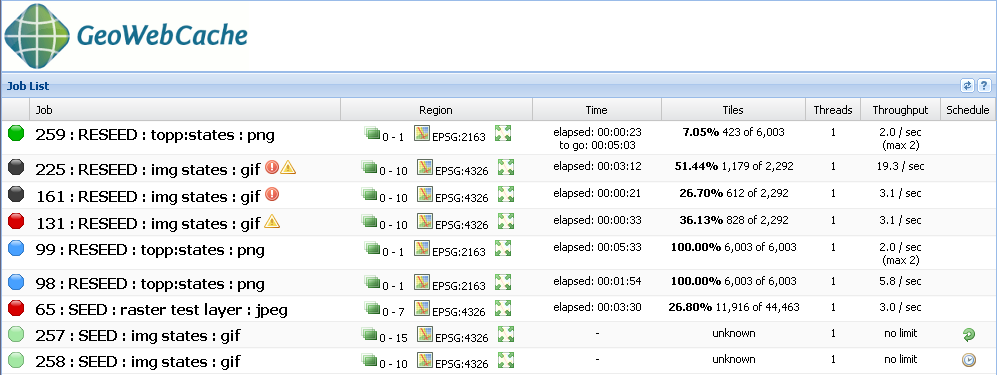 GeoWebCache
Job List
Job Region Time Tiles Threads Throughput Schedule
259 : RESEED : topp:states : png 0 - 1 EPSG:2163 elapsed: 00:00:23 7.05% 423 of 6,003 1 2.0 / sec
to go: 00:05:03 (max 2)
225 : RESEED : img states : gif 0 - 10 EPSG:4326 elapsed: 00:03:12 51.44% 1,179 of 2,292 1 19.3 / sec
161 : RESEED : img states : gif 0 - 10 EPSG:4326 elapsed: 00:00:21 26.70% 612 of 2,292 1 3.1 / sec
131 : RESEED : img states : gif 0 - 10 EPSG:4326 elapsed: 00:00:33 36.13% 828 of 2,292 1 3.1 / sec
99 : RESEED : topp:states : png 0 - 1 EPSG:2163 elapsed: 00:05:33 100.00% 6,003 of 6,003 1 2.0 / sec
(max 2)
98 : RESEED : topp:states : png 0 - 1 EPSG:2163 elapsed: 00:01:54 100.00% 6,003 of 6,003 1 5.8 / sec
65 : SEED : raster test layer : jpeg 0 - 7 EPSG:4326 elapsed: 00:03:30 26.80% 11,916 of 44,463 1 3.0 / sec
257 : SEED : img states : gif 0 - 15 EPSG:4326 - unknown 1 no limit
258 : SEED : img states : gif 0 - 10 EPSG:4326 - unknown 1 no limit